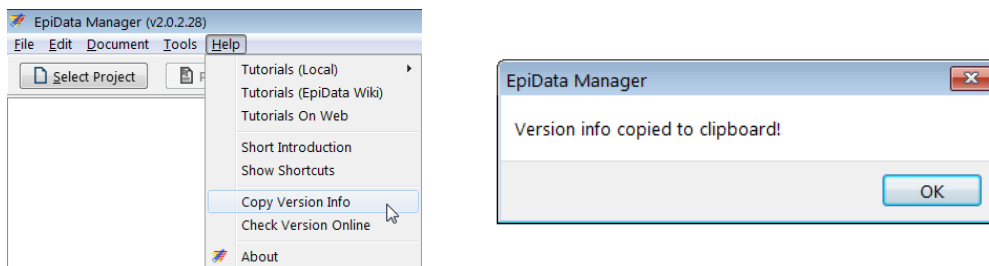 EpiData Manager (v2.0.2.28)
File Edit Document Tools Help
Select Project P
Tutorials (Local)
Tutorials (EpiData Wiki)
Tutorials On Web
Short Introduction
Show Shortcuts
Copy Version Info
Check Version Online
About
EpiData Manager
Version info copied to clipboard!
OK